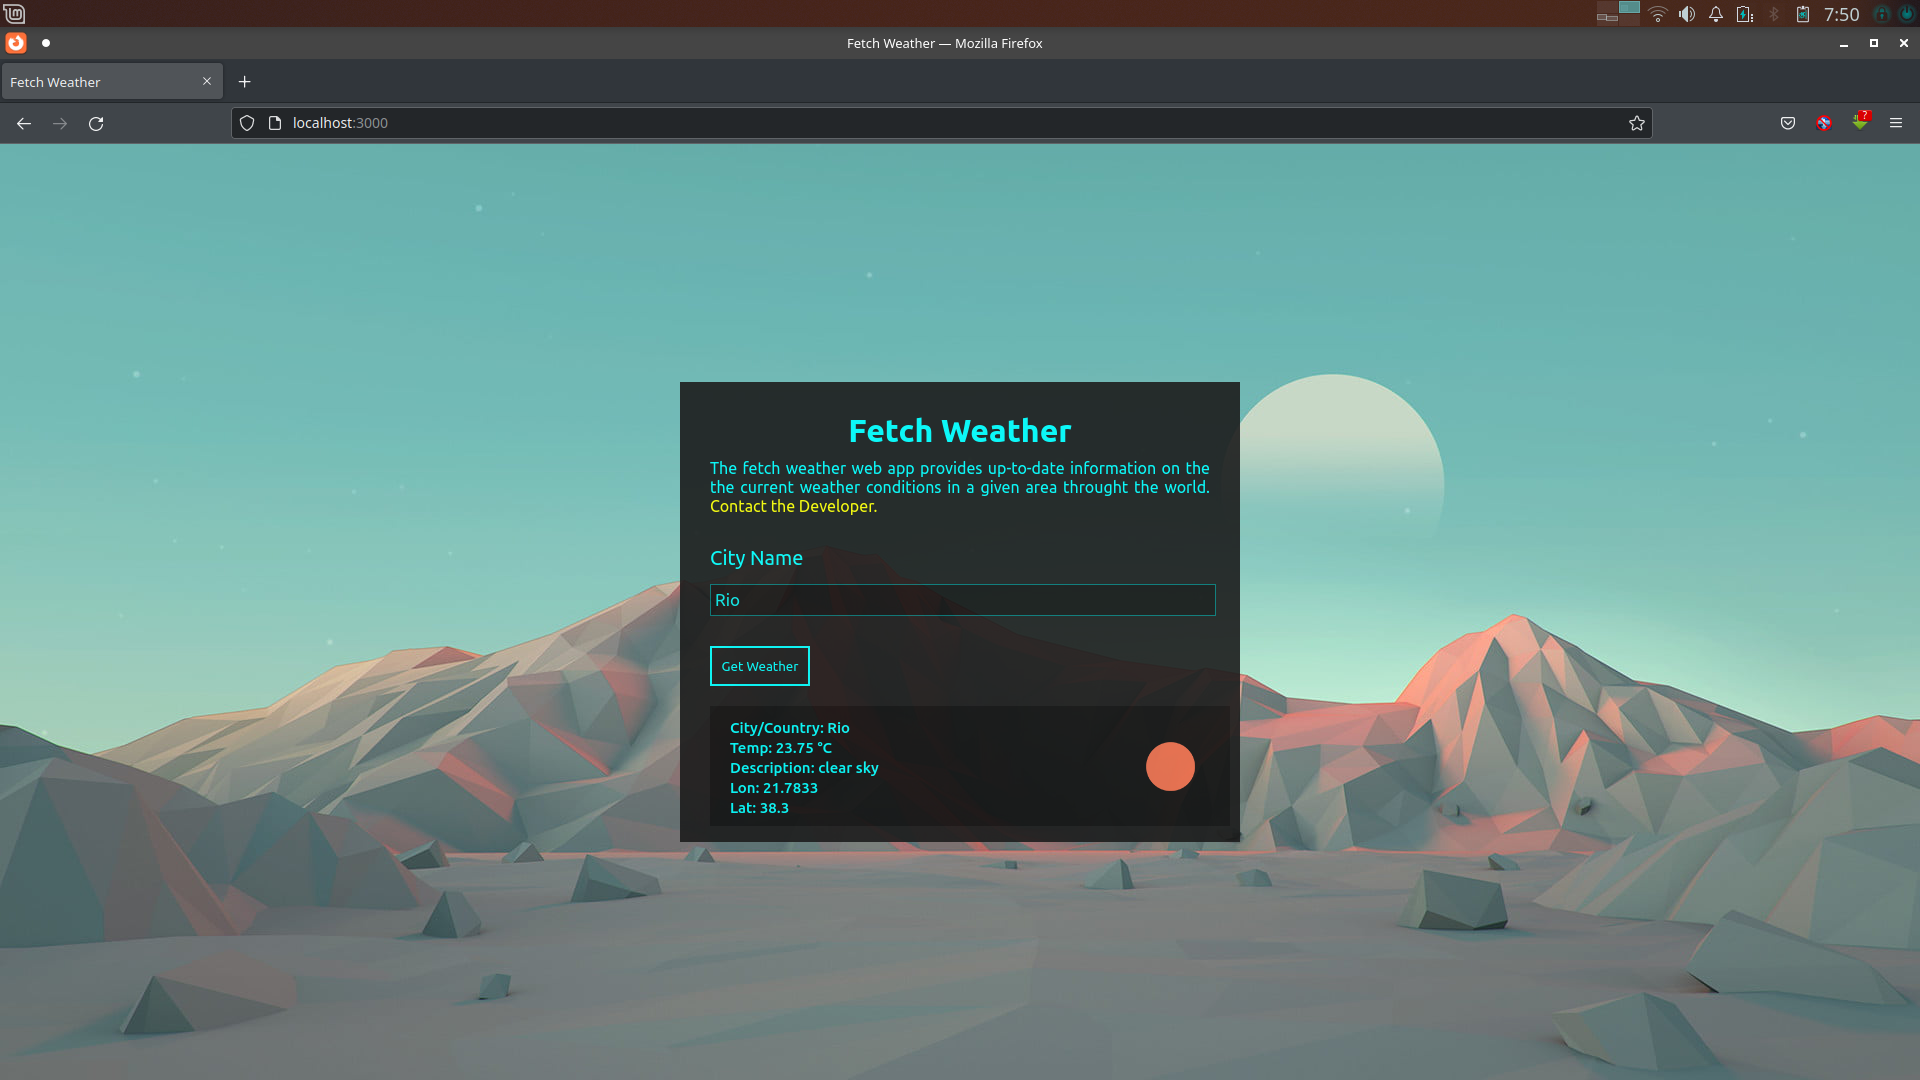 7:50
Fetch Weather — Mozilla Firefox
Fetch Weather
localhost:3000
?
Fetch Weather
The fetch weather web app provides up-to-date information on the
the current weather conditions in a given area throught the world.
Contact the Developer.
City Name
Rio
Get Weather
City/Country: Rio
Temp: 23.75 °C
Description: clear sky
Lon: 21.7833
Lat: 38.3